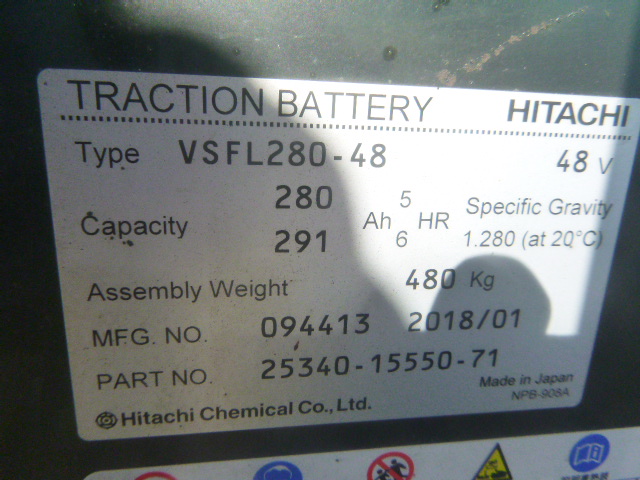 TRACTION BATTERY HITACHI
Type VSFL280-48 48 V
Capacity 280 291 Ah 5 6 HR Specific Gravity 1.280 (at 20°C)
Assembly Weight 480 Kg
MFG. NO. 094413 2018/01
PART NO. 25340-15550-71
Made in Japan
Hitachi Chemical Co., Ltd. NPB-908A